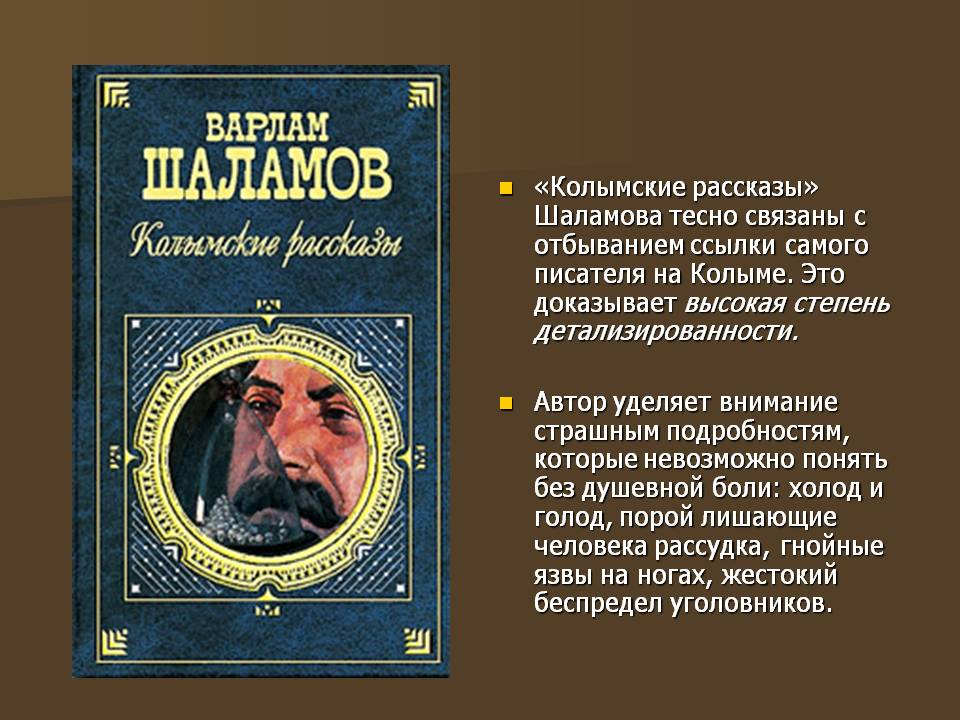 ВАРЛАМ
ШАЛАМОВ
Колымские рассказы
«Колымские рассказы»
Шаламова тесно связаны с
отбыванием ссылки самого
писателя на Колыме. Это
доказывает высокая степень
детализированности.
Автор уделяет внимание
страшным подробностям,
которые невозможно понять
без душевной боли: холод и
голод, порой лишающие
человека рассудка, гнойные
язвы на ногах, жестокий
беспредел уголовников.